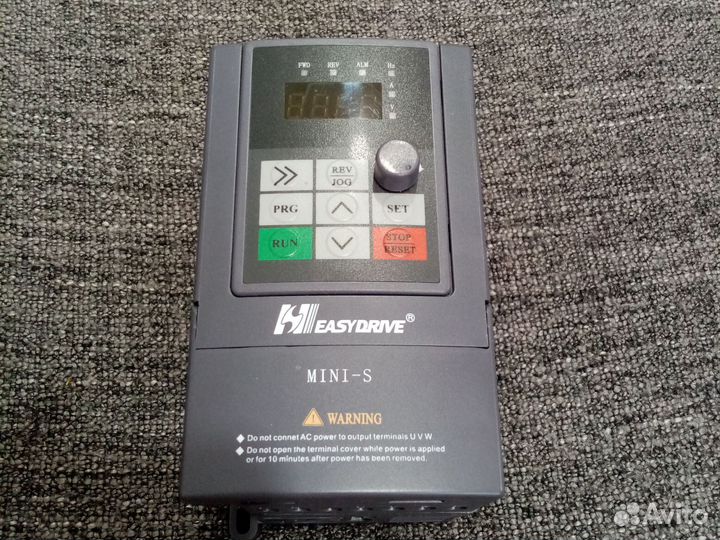 FWD REV ALM Hz
A
V
REV
JOG
PRG SET
RUN STOP
RESET
EASYDRIVE®
MINI-S
WARNING
Do not connet AC power to output terminals U V W.
Do not open the terminal cover while power is applied
or for 10 minutes after power has been removed.
Avito